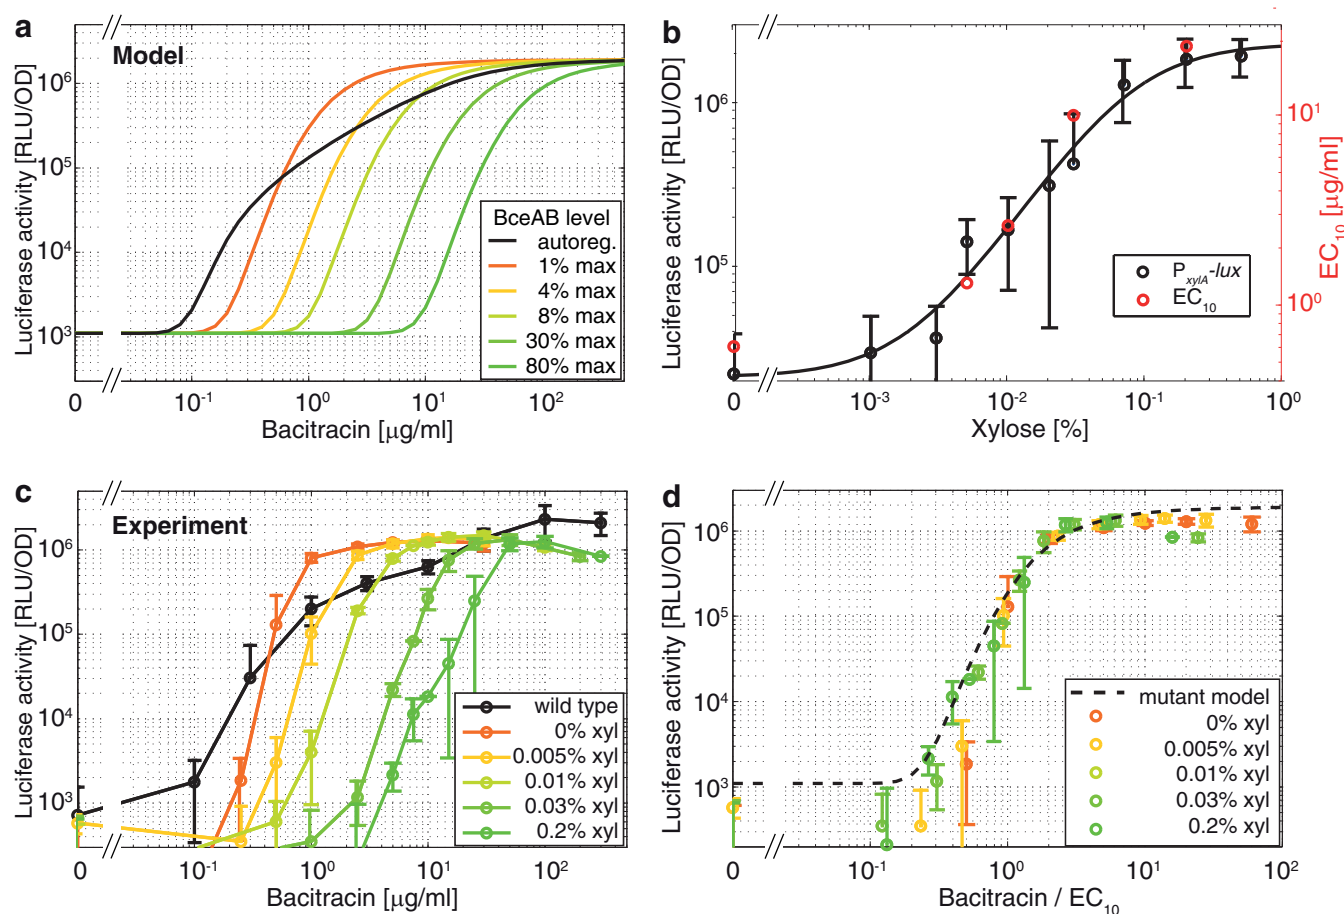 a
Model
Luciferase activity [RLU/OD]
10^6
10^5
10^4
10^3
0
10^-1
10^0
10^1
10^2
Bacitracin [μg/ml]
BceAB level
autoreg.
1% max
4% max
8% max
30% max
80% max
b
Luciferase activity [RLU/OD]
10^6
10^5
10^1
10^0
EC10 [μg/ml]
PxylA-lux
EC10
0
10^-3
10^-2
10^-1
10^0
Xylose [%]
c
Experiment
Luciferase activity [RLU/OD]
10^6
10^5
10^4
10^3
0
10^-1
10^0
10^1
10^2
Bacitracin [μg/ml]
wild type
0% xyl
0.005% xyl
0.01% xyl
0.03% xyl
0.2% xyl
d
Luciferase activity [RLU/OD]
10^6
10^5
10^4
10^3
0
10^-1
10^0
10^1
10^2
Bacitracin / EC10
mutant model
0% xyl
0.005% xyl
0.01% xyl
0.03% xyl
0.2% xyl